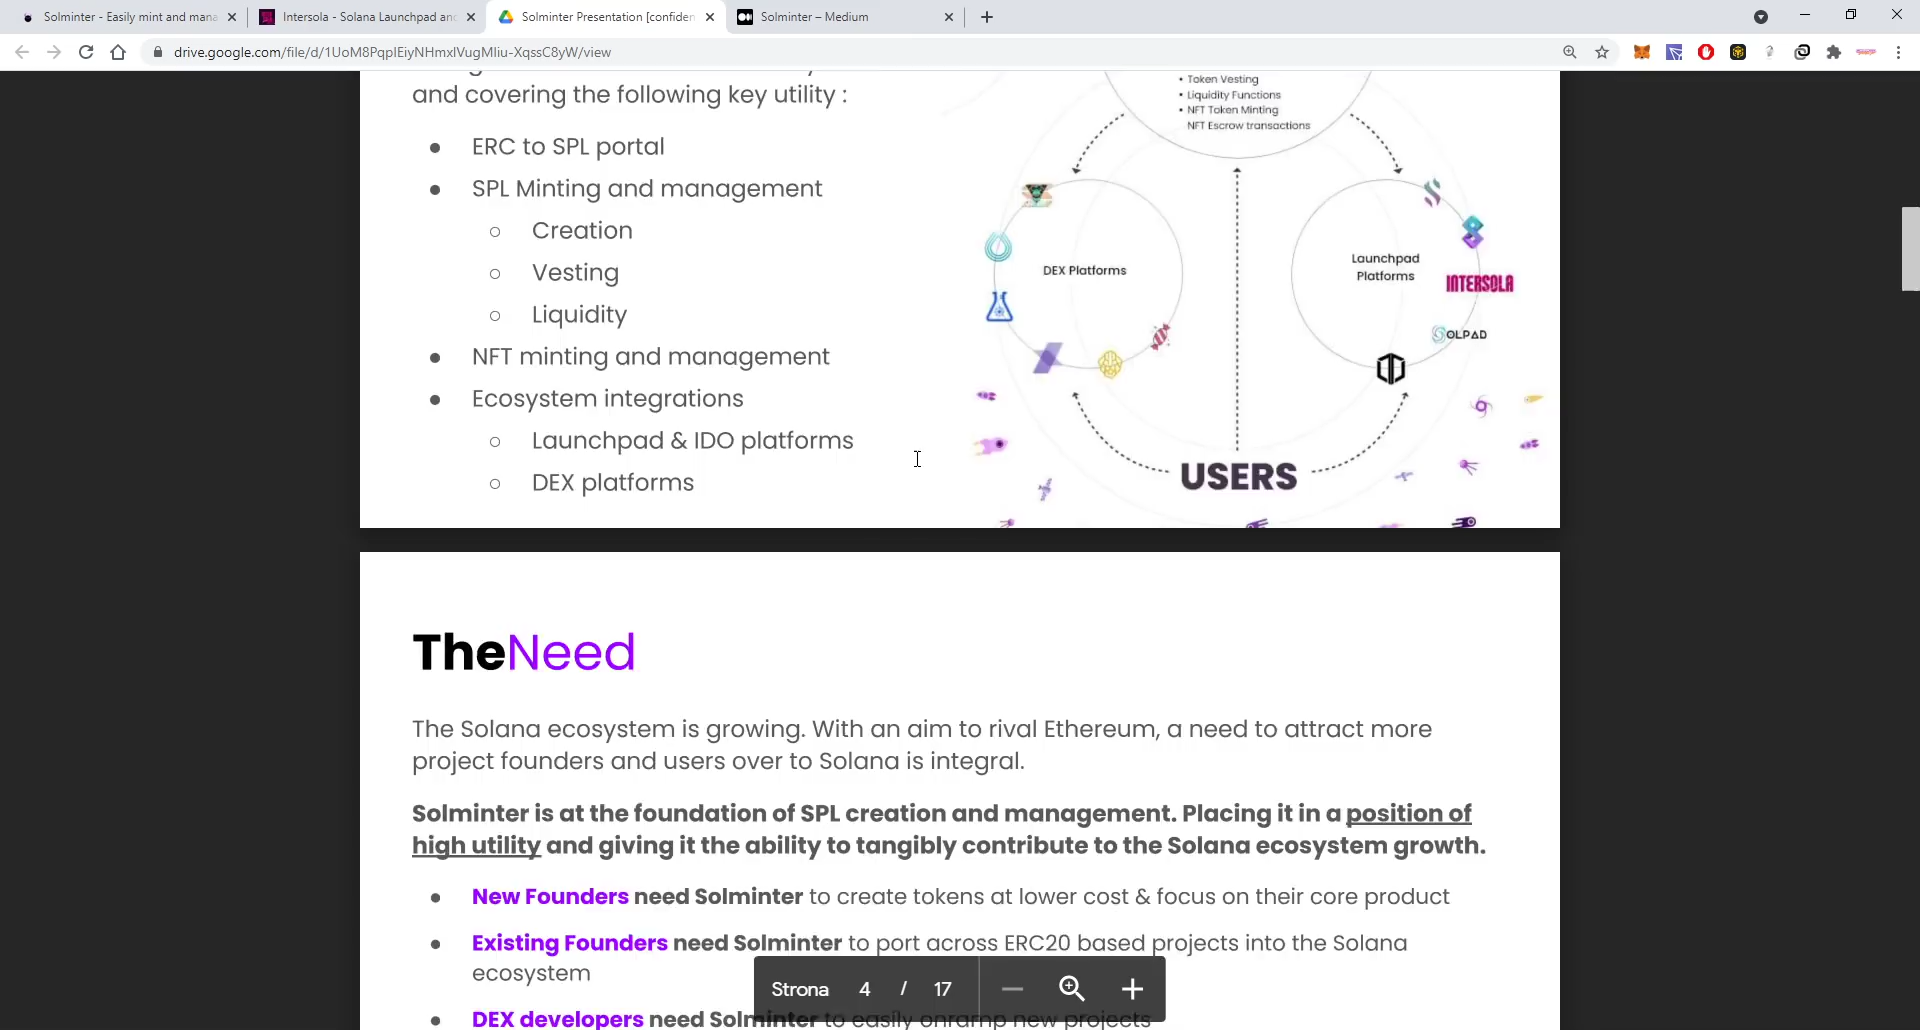 Solminter - Easily mint and mana
Intersola - Solana Launchpad and
Solminter Presentation [confiden
Solminter – Medium
drive.google.com/file/d/1UoM8PqpIEiyNHmxlVugMliu-XqssC8yW/view
and covering the following key utility :
ERC to SPL portal
SPL Minting and management
Creation
Vesting
Liquidity
NFT minting and management
Ecosystem integrations
Launchpad & IDO platforms
DEX platforms
• Token Vesting
• Liquidity Functions
• NFT Token Minting
NFT Escrow transactions
DEX Platforms
Launchpad
Platforms
INTERSOLA
SOLPAD
USERS
TheNeed
The Solana ecosystem is growing. With an aim to rival Ethereum, a need to attract more
project founders and users over to Solana is integral.
Solminter is at the foundation of SPL creation and management. Placing it in a position of
high utility and giving it the ability to tangibly contribute to the Solana ecosystem growth.
New Founders need Solminter to create tokens at lower cost & focus on their core product
Existing Founders need Solminter to port across ERC20 based projects into the Solana
ecosystem
DEX developers need Solminter to easily onramp new projects
Strona 4 / 17